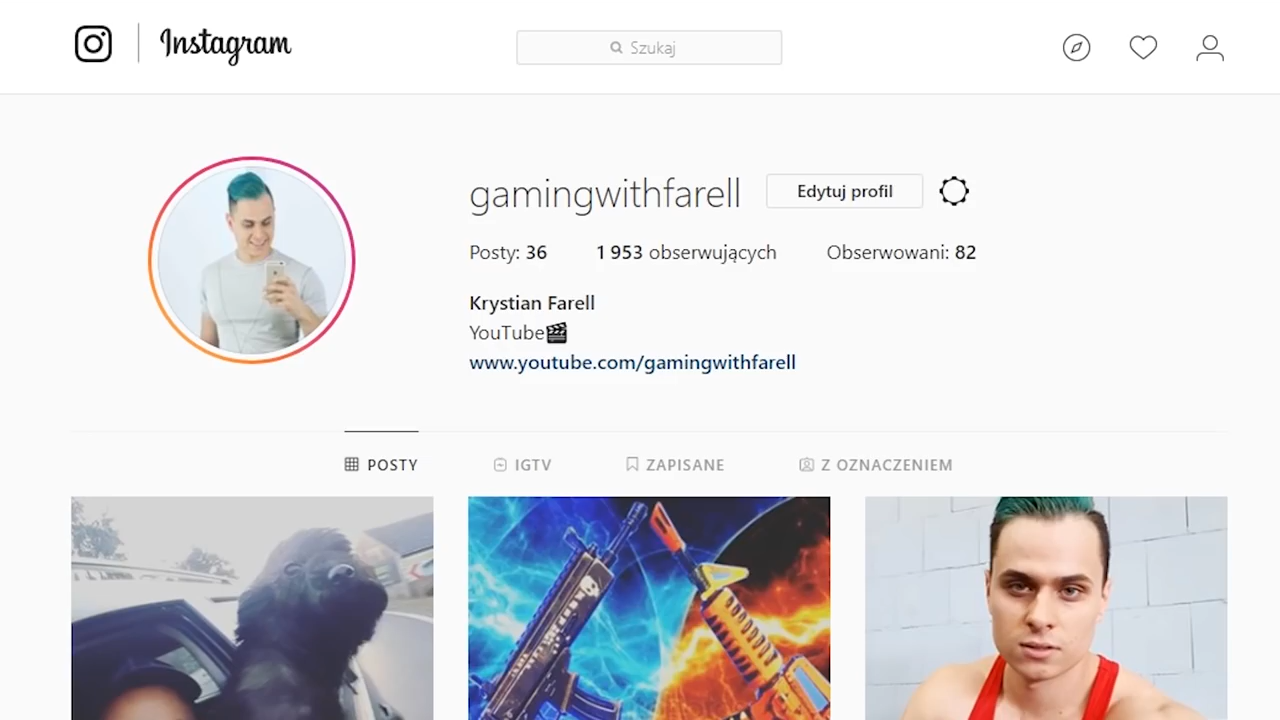 Instagram
Szukaj
gamingwithfarell Edytuj profil
Posty: 36 1 953 obserwujących Obserwowani: 82
Krystian Farell
YouTube🎬
www.youtube.com/gamingwithfarell
POSTY IGTV ZAPISANE Z OZNACZENIEM